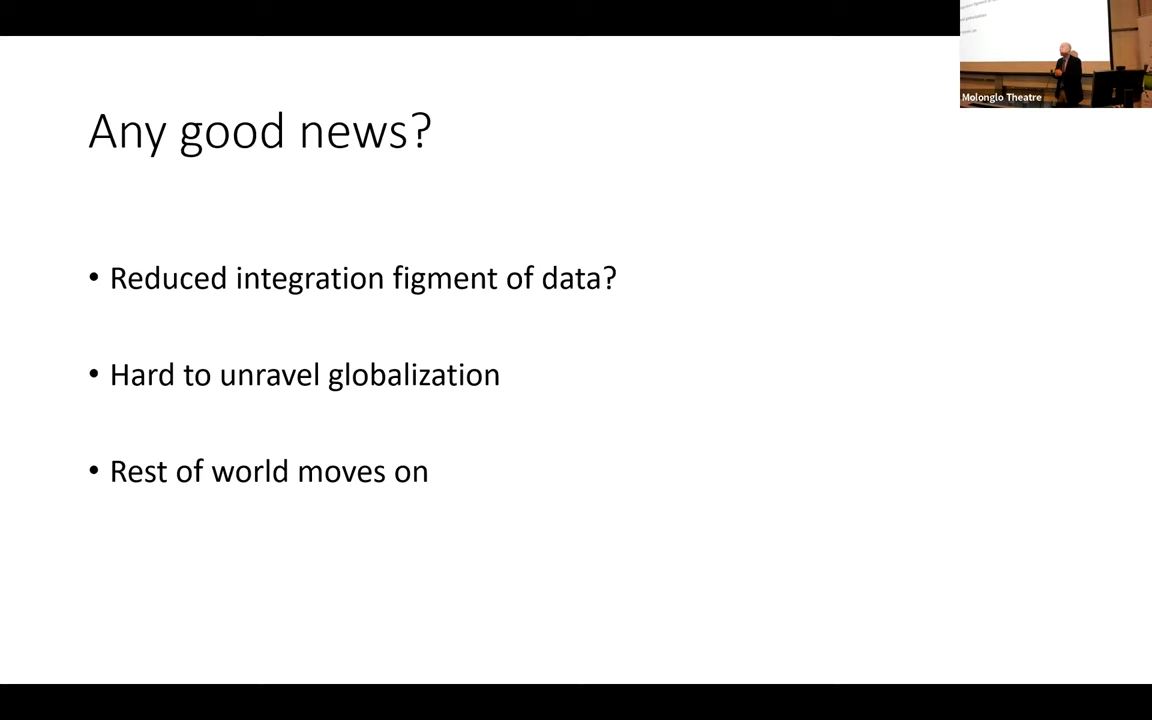 Any good news?
• Reduced integration figment of data?
• Hard to unravel globalization
• Rest of world moves on
Molonglo Theatre